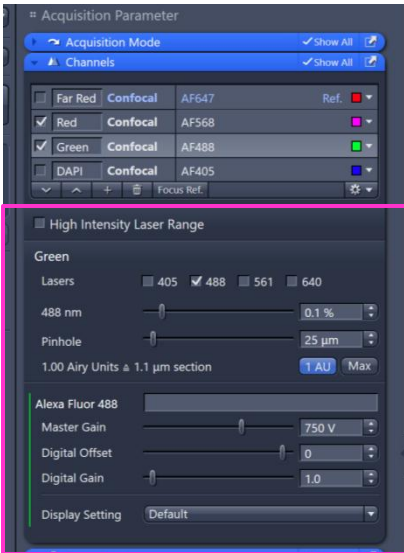 Acquisition Parameter
Acquisition Mode ✓Show All
Channels ✓Show All
Far Red Confocal AF647 Ref.
Red Confocal AF568
Green Confocal AF488
DAPI Confocal AF405
Focus Ref.
High Intensity Laser Range
Green
Lasers 405 488 561 640
488 nm 0.1 %
Pinhole 25 µm
1.00 Airy Units ≙ 1.1 µm section 1 AU Max
Alexa Fluor 488
Master Gain 750 V
Digital Offset 0
Digital Gain 1.0
Display Setting Default